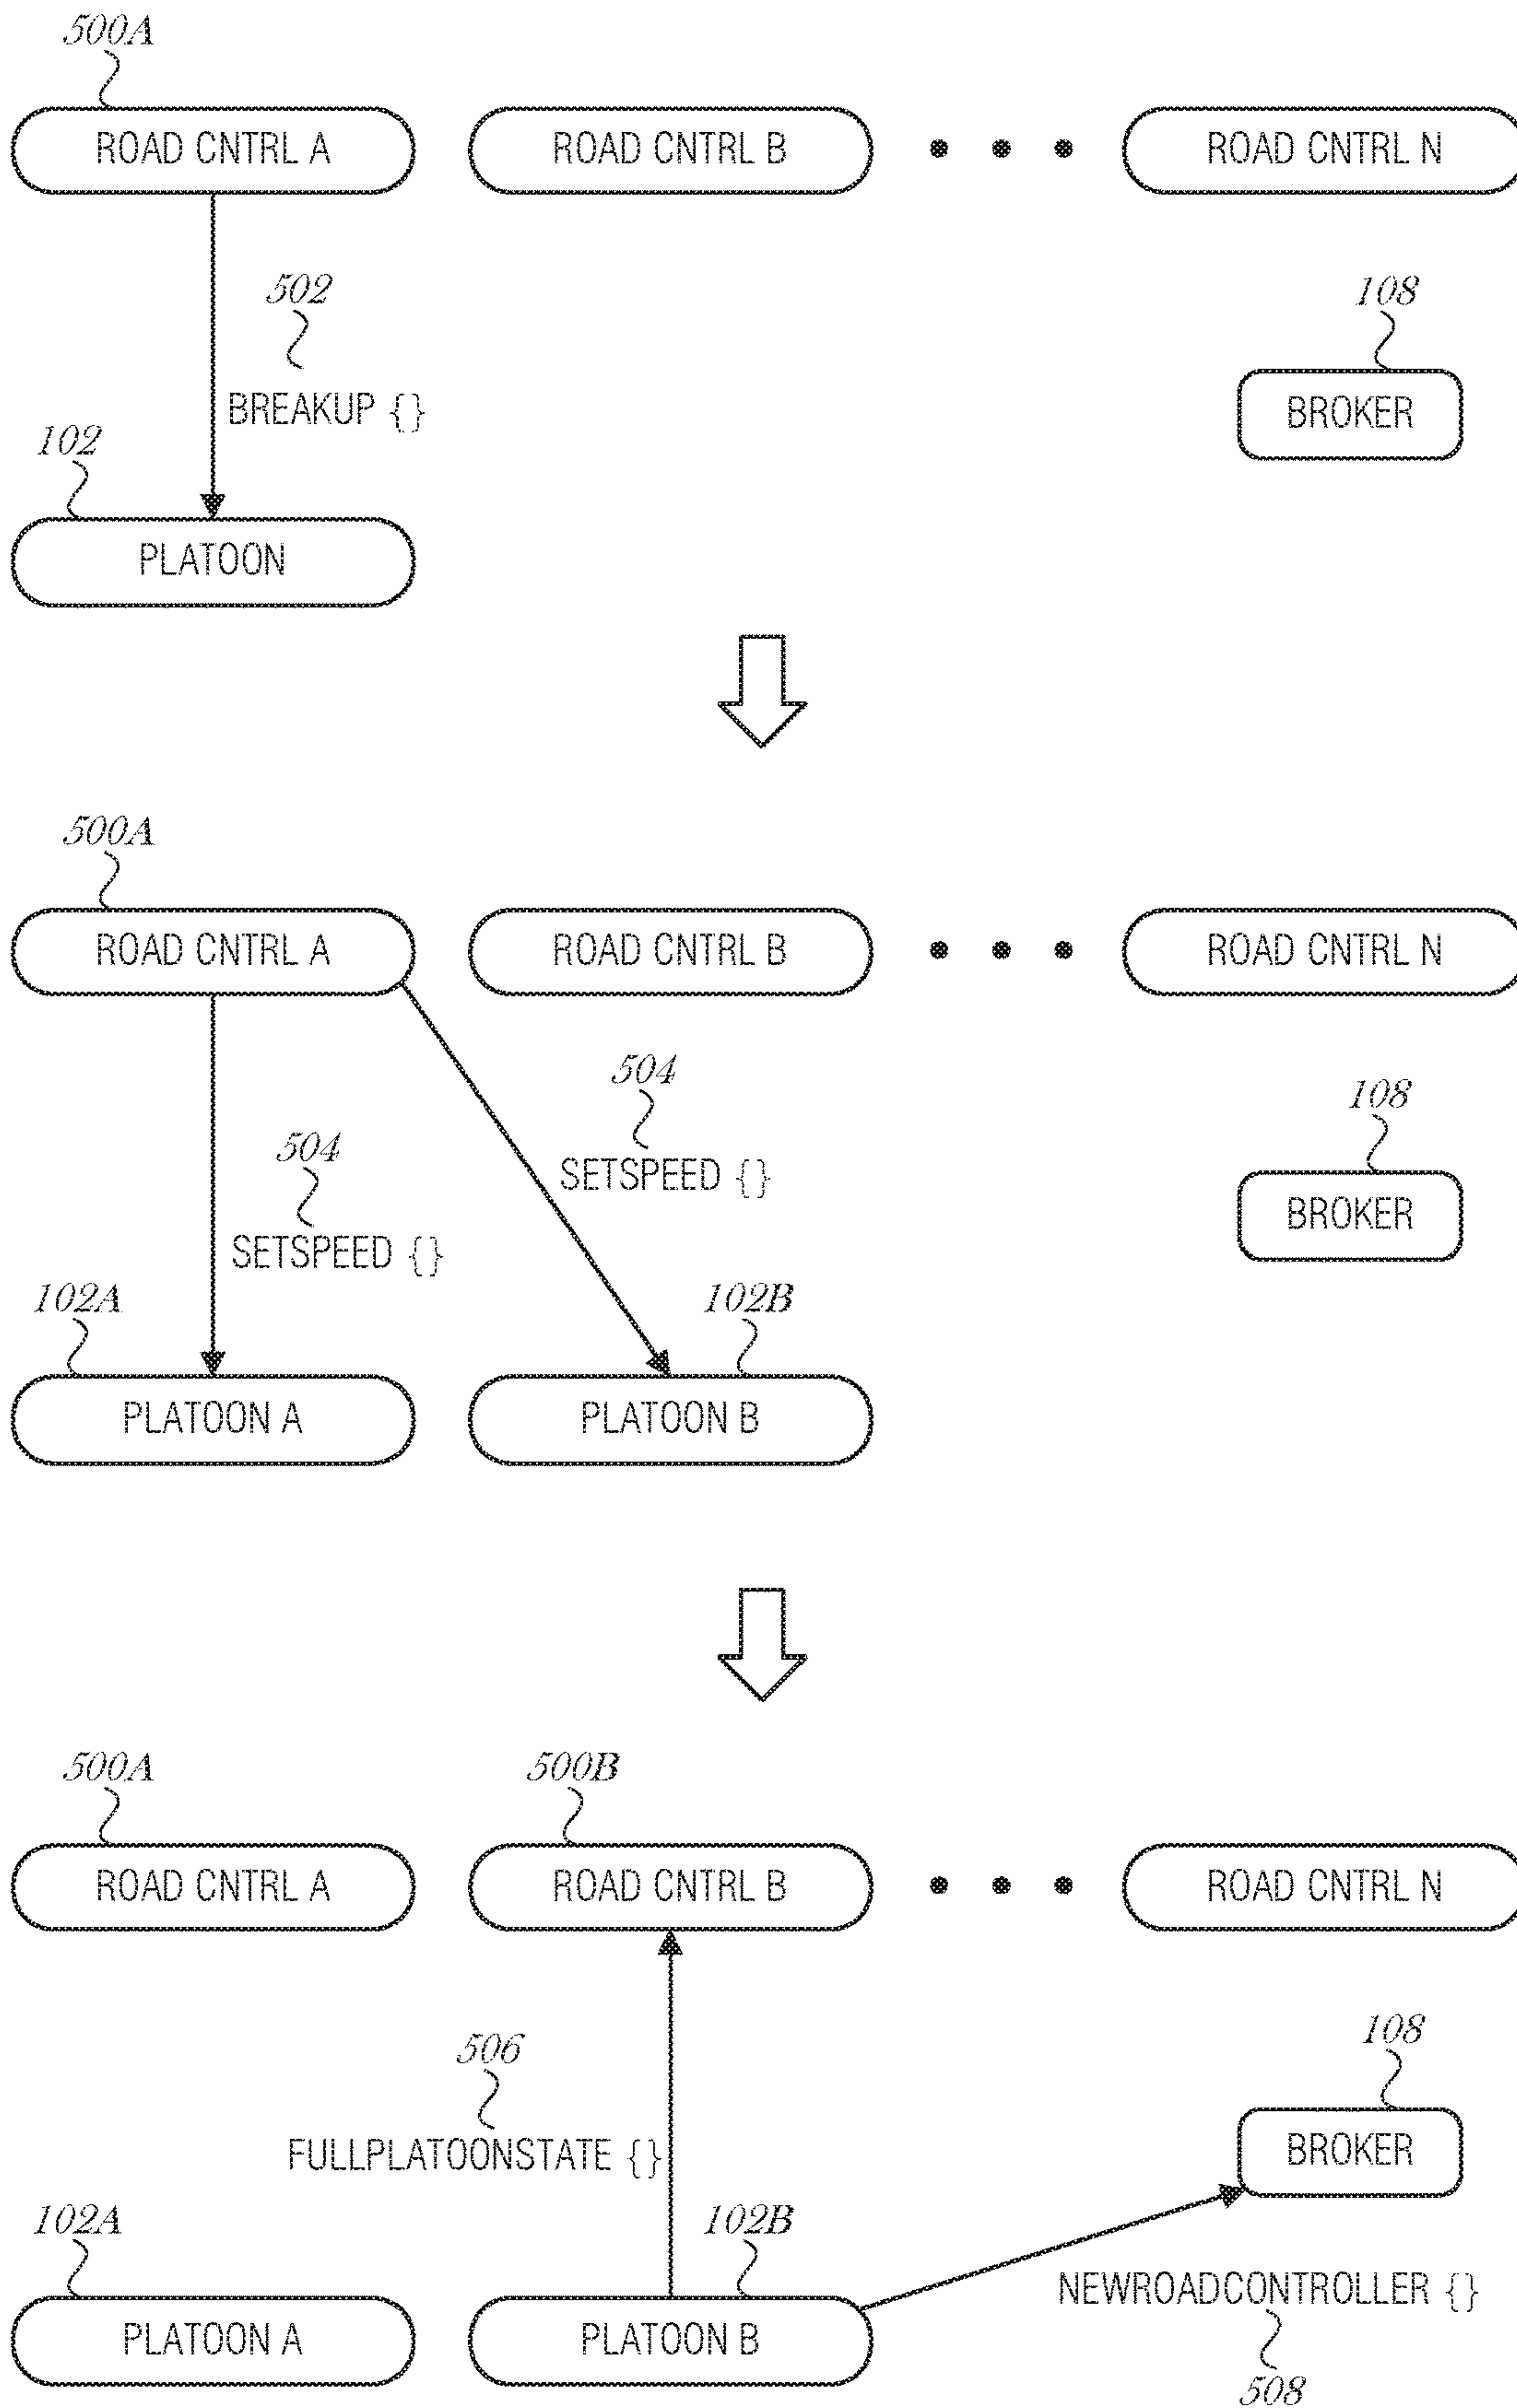 500A
ROAD CNTRL A
ROAD CNTRL B
ROAD CNTRL N
502
108
BREAKUP {}
BROKER
102
PLATOON
500A
ROAD CNTRL A
ROAD CNTRL B
ROAD CNTRL N
504
108
504
SETSPEED {}
BROKER
SETSPEED {}
102A
102B
PLATOON A
PLATOON B
500A
500B
ROAD CNTRL A
ROAD CNTRL B
ROAD CNTRL N
506
108
FULLPLATOONSTATE {}
BROKER
102A
102B
NEWROADCONTROLLER {}
PLATOON A
PLATOON B
508